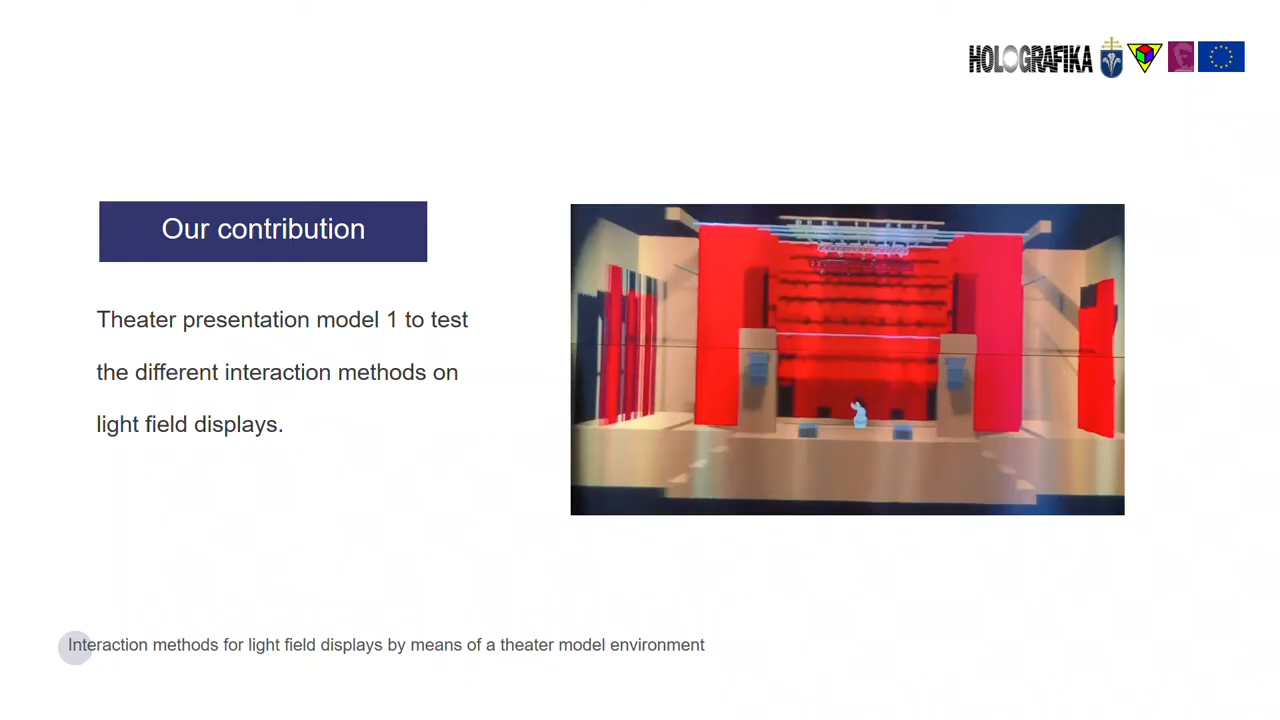 HOLOGRAFIKA
Our contribution
Theater presentation model 1 to test
the different interaction methods on
light field displays.
Interaction methods for light field displays by means of a theater model environment